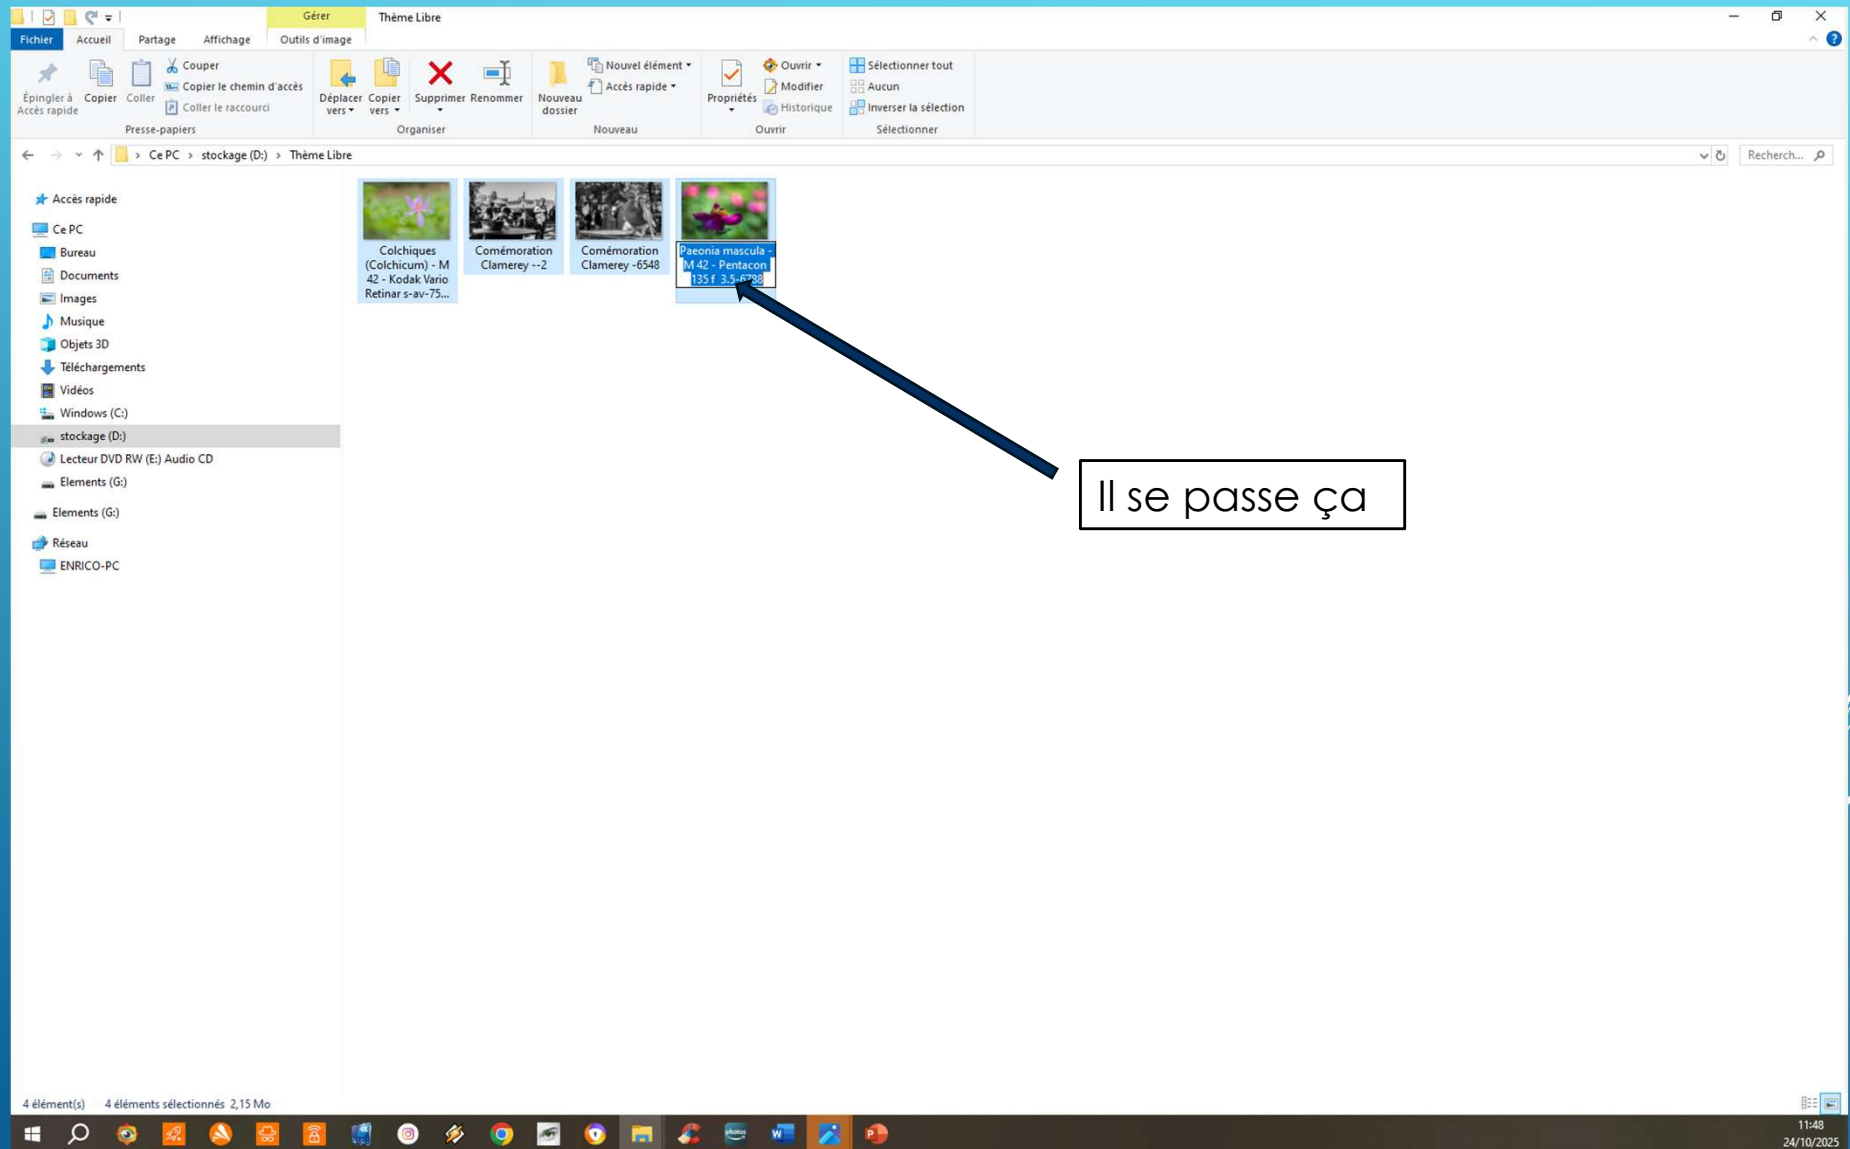 Gérer
Thème Libre
Fichier
Accueil
Partage
Affichage
Outils d'image
Épingler à
Accès rapide
Copier
Coller
Couper
Copier le chemin d'accès
Coller le raccourci
Presse-papiers
Déplacer
vers
Copier
vers
Supprimer
Renommer
Organiser
Nouveau
dossier
Nouvel élément
Accès rapide
Nouveau
Propriétés
Ouvrir
Modifier
Historique
Ouvrir
Sélectionner tout
Aucun
Inverser la sélection
Sélectionner
Ce PC > stockage (D:) > Thème Libre
Recherch...
Accès rapide
Ce PC
Bureau
Documents
Images
Musique
Objets 3D
Téléchargements
Vidéos
Windows (C:)
stockage (D:)
Lecteur DVD RW (E:) Audio CD
Elements (G:)
Elements (G:)
Réseau
ENRICO-PC
Colchiques
(Colchicum) - M
42 - Kodak Vario
Retinar s-av-75...
Comémoration
Clamerey --2
Comémoration
Clamerey -6548
Paeonia mascula -
M 42 - Pentacon
135 f 3.5-6788
Il se passe ça
4 élément(s)
4 éléments sélectionnés 2,15 Mo
photos
11:48
24/10/2025